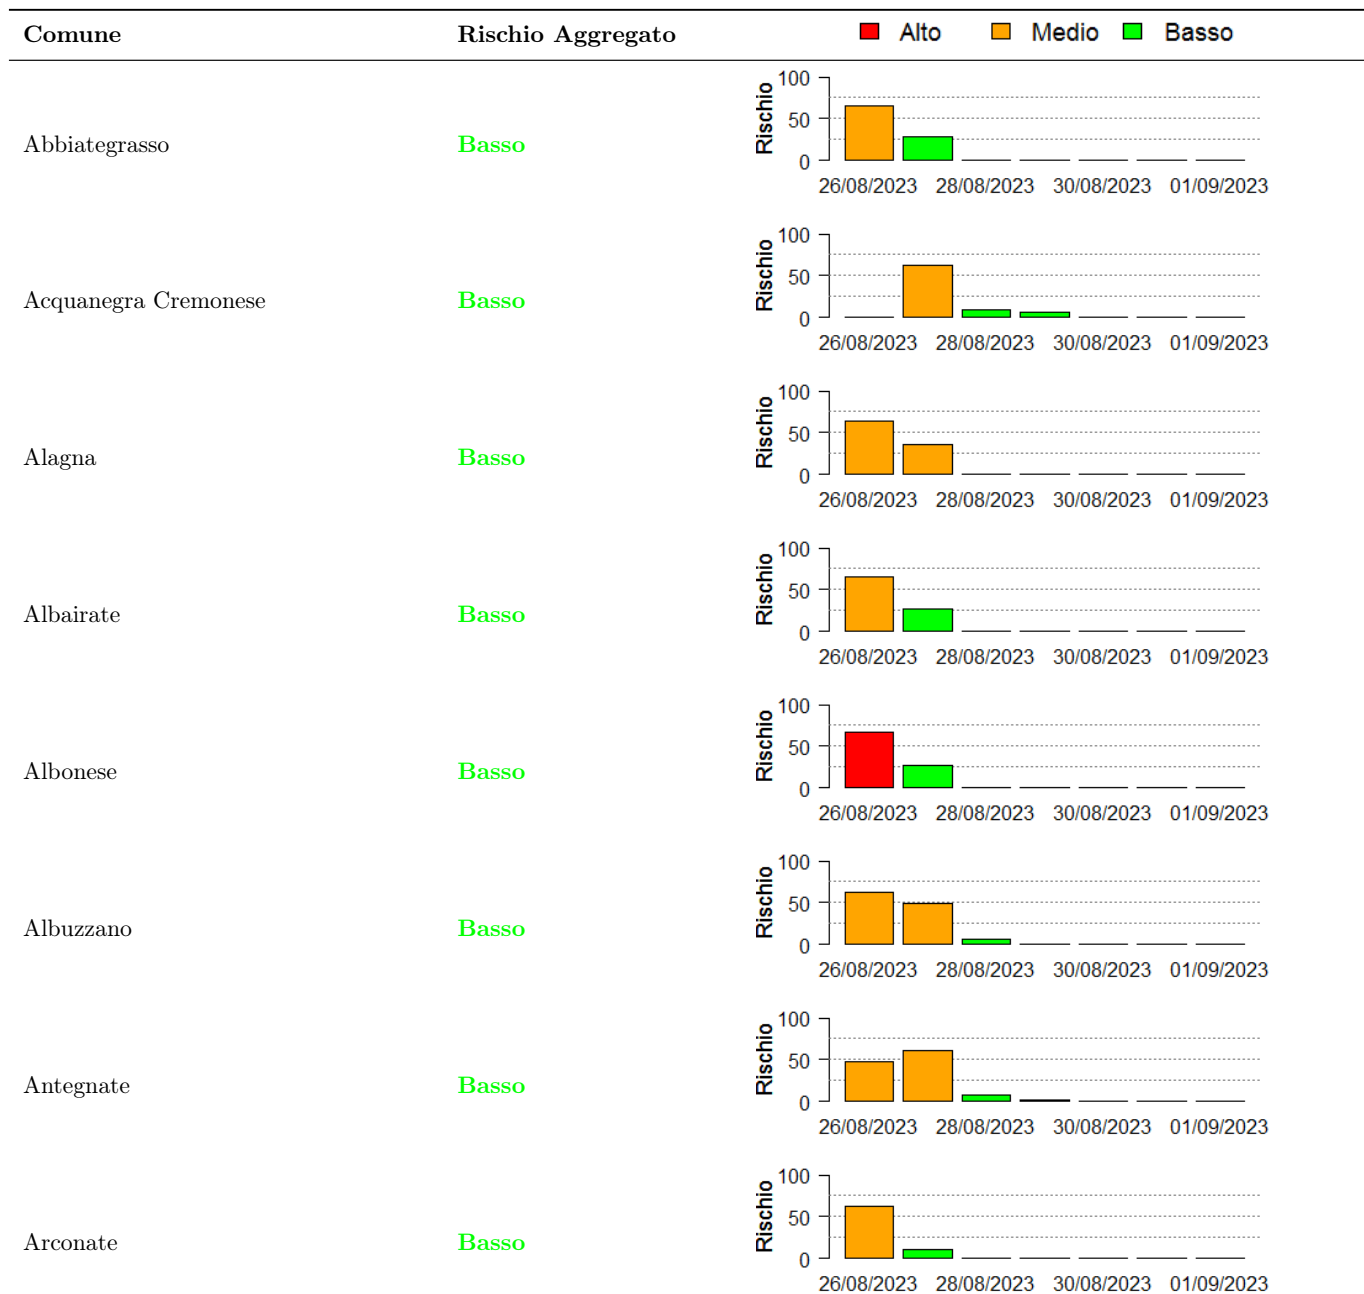 Comune Rischio Aggregato Alto Medio Basso
Abbiategrasso Basso Rischio 100 50 0
26/08/2023 28/08/2023 30/08/2023 01/09/2023
Acquanegra Cremonese Basso Rischio 100 50 0
26/08/2023 28/08/2023 30/08/2023 01/09/2023
Alagna Basso Rischio 100 50 0
26/08/2023 28/08/2023 30/08/2023 01/09/2023
Albairate Basso Rischio 100 50 0
26/08/2023 28/08/2023 30/08/2023 01/09/2023
Albonese Basso Rischio 100 50 0
26/08/2023 28/08/2023 30/08/2023 01/09/2023
Albuzzano Basso Rischio 100 50 0
26/08/2023 28/08/2023 30/08/2023 01/09/2023
Antegnate Basso Rischio 100 50 0
26/08/2023 28/08/2023 30/08/2023 01/09/2023
Arconate Basso Rischio 100 50 0
26/08/2023 28/08/2023 30/08/2023 01/09/2023